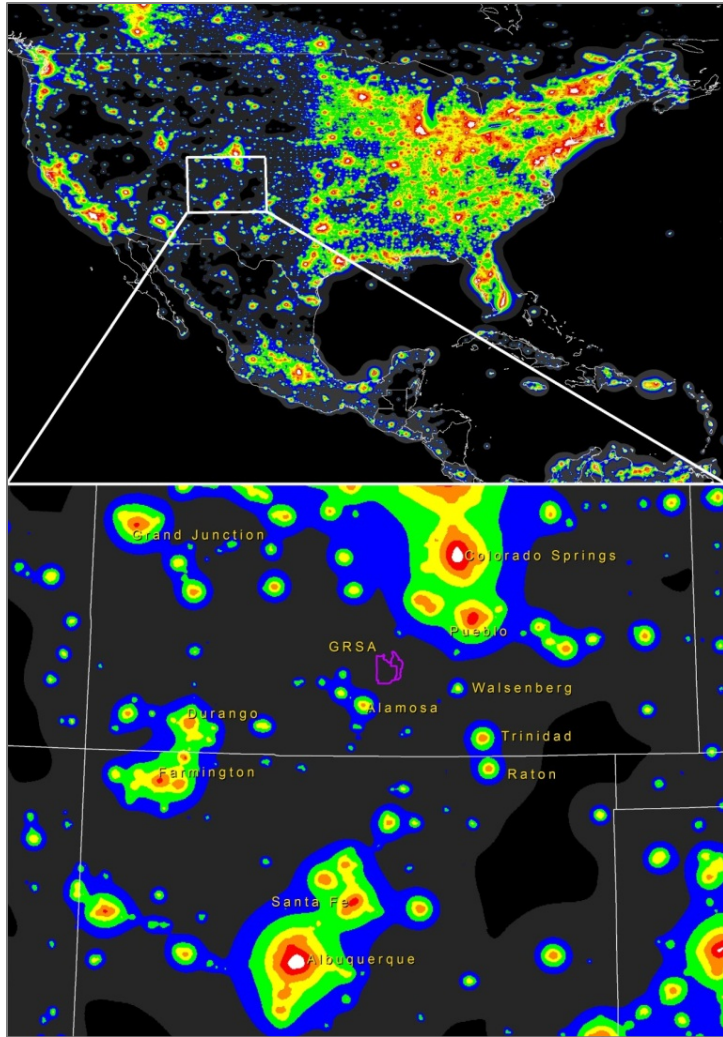 Grand Junction
Colorado Springs
Pueblo
GRSA
Walsenberg
Alamosa
Durango
Trinidad
Farmington
Raton
Santa Fe
Albuquerque